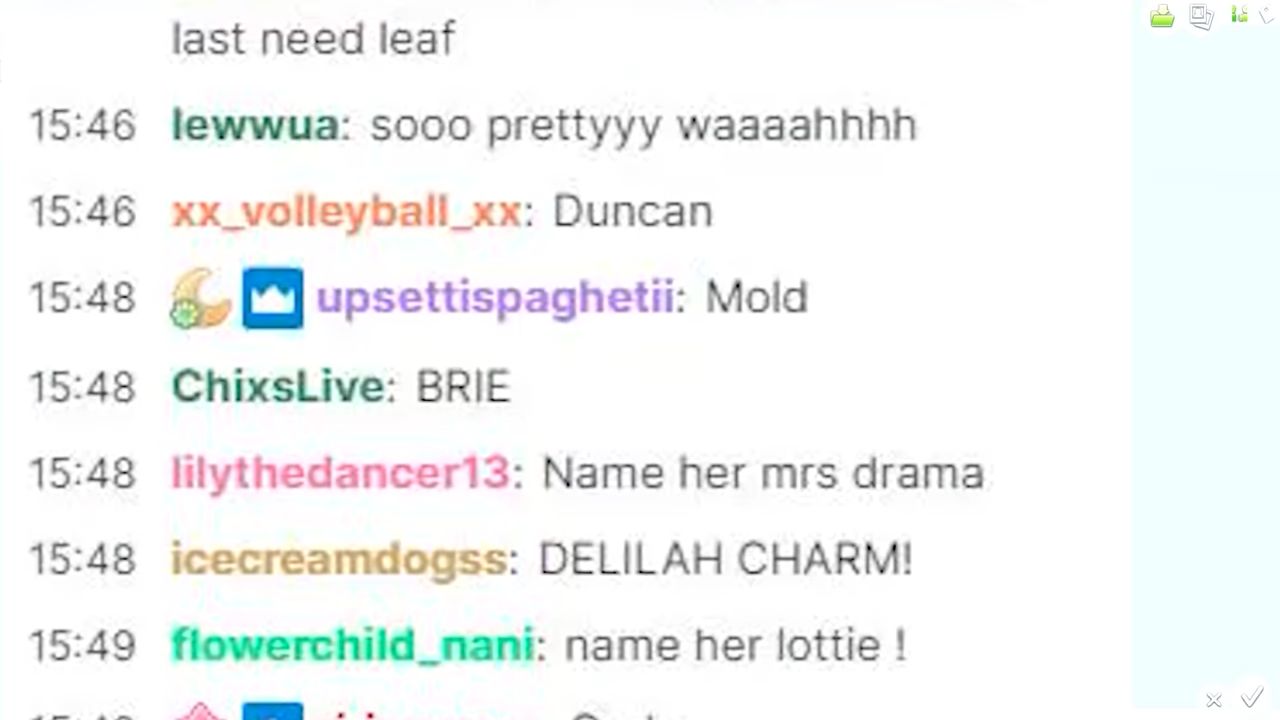 last need leaf
15:46 lewwua: sooo prettyyy waaaahhhh
15:46 xx_volleyball_xx: Duncan
15:48 upsettispaghetii: Mold
15:48 ChixsLive: BRIE
15:48 lilythedancer13: Name her mrs drama
15:48 icecreamdogss: DELILAH CHARM!
15:49 flowerchild_nani: name her lottie !